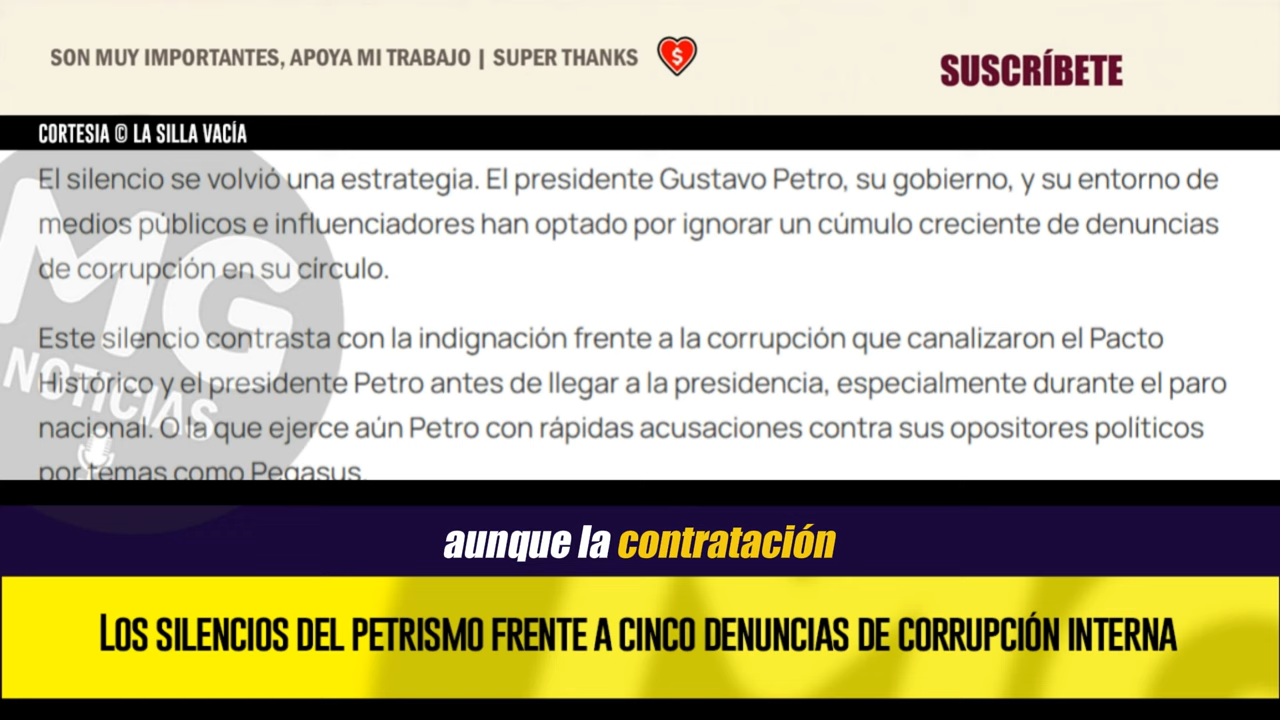 SON MUY IMPORTANTES, APOYA MI TRABAJO | SUPER THANKS $
SUSCRÍBETE
CORTESIA © LA SILLA VACÍA
El silencio se volvió una estrategia. El presidente Gustavo Petro, su gobierno, y su entorno de
medios públicos e influenciadores han optado por ignorar un cúmulo creciente de denuncias
de corrupción en su círculo.
Este silencio contrasta con la indignación frente a la corrupción que canalizaron el Pacto
Histórico y el presidente Petro antes de llegar a la presidencia, especialmente durante el paro
nacional. O la que ejerce aún Petro con rápidas acusaciones contra sus opositores políticos
por temas como Pegasus.
MG
NOTICIAS
aunque la contratación
LOS SILENCIOS DEL PETRISMO FRENTE A CINCO DENUNCIAS DE CORRUPCIÓN INTERNA